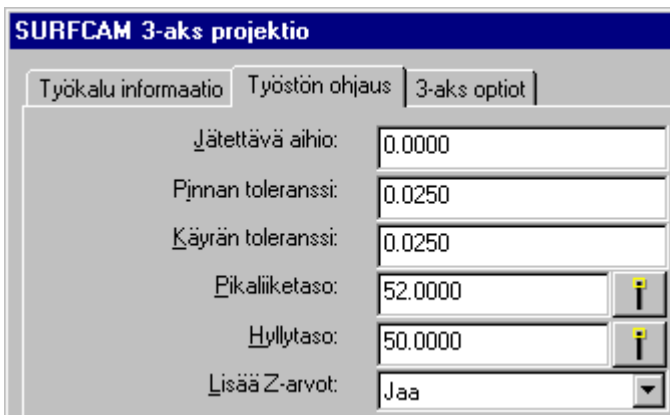 SURFCAM 3-aks projektio
Työkalu informaatio Työstön ohjaus 3-aks optiot
Jätettävä aihio: 0.0000
Pinnan toleranssi: 0.0250
Käyrän toleranssi: 0.0250
Pikaliiketaso: 52.0000
Hyllytaso: 50.0000
Lisää Z-arvot: Jaa